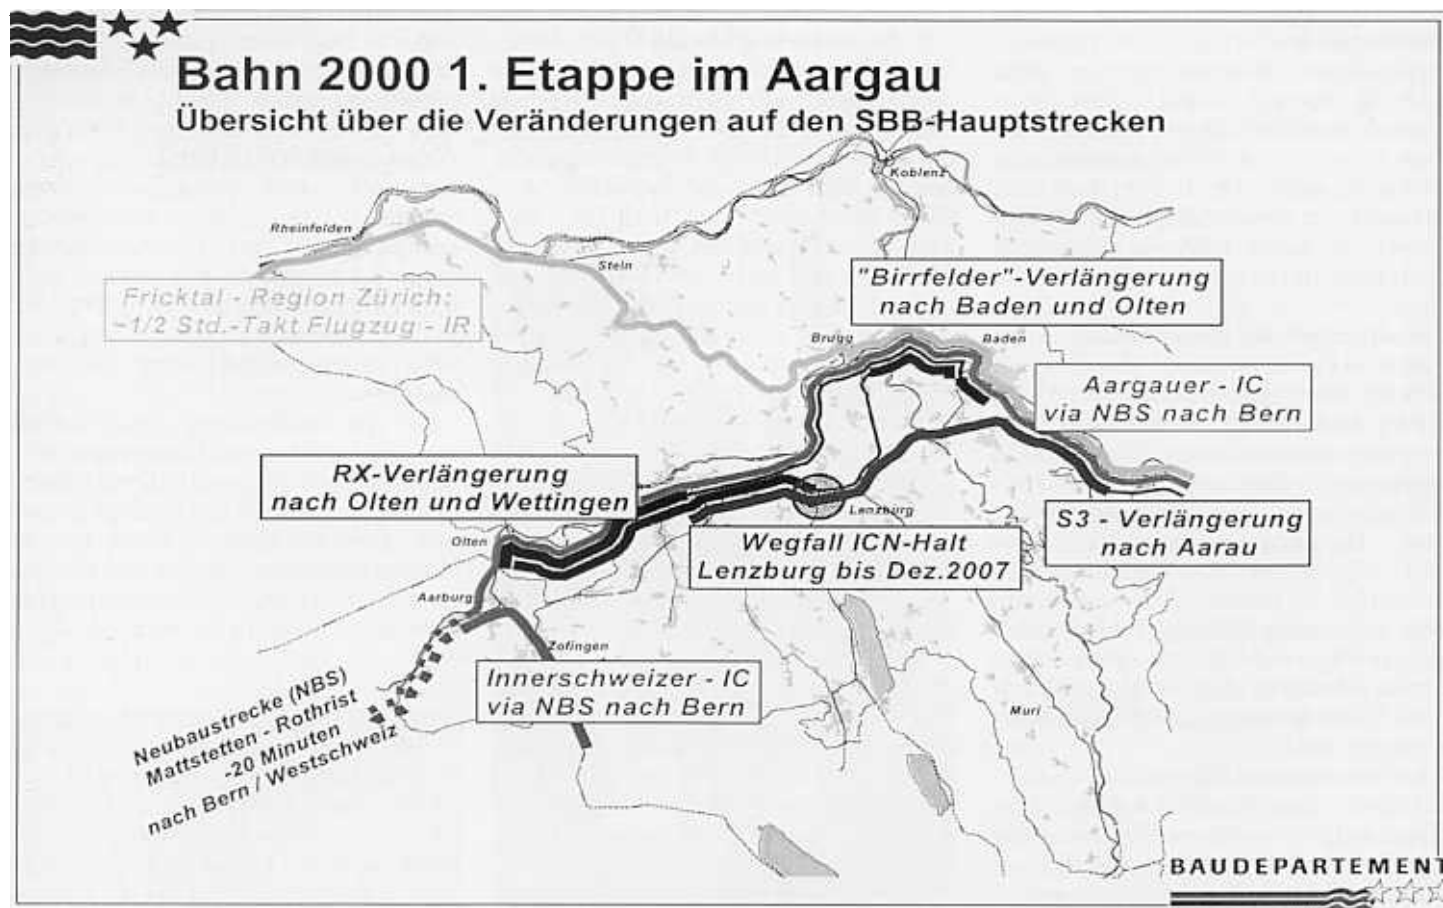 Bahn 2000 1. Etappe im Aargau
Übersicht über die Veränderungen auf den SBB-Hauptstrecken
Koblenz
Rheinfelden
Stein
"Birrfelder"-Verlängerung
nach Baden und Olten
Fricktal - Region Zürich:
~1/2 Std.-Takt Flugzug - IR
Brugg
Baden
Aargauer - IC
via NBS nach Bern
RX-Verlängerung
nach Olten und Wettingen
Lenzburg
S3 - Verlängerung
nach Aarau
Wegfall ICN-Halt
Lenzburg bis Dez.2007
Olten
Aarburg
Zofingen
Innerschweizer - IC
via NBS nach Bern
Muri
Neubaustrecke (NBS)
Mattstetten - Rothrist
-20 Minuten
nach Bern / Westschweiz
BAUDEPARTEMENT